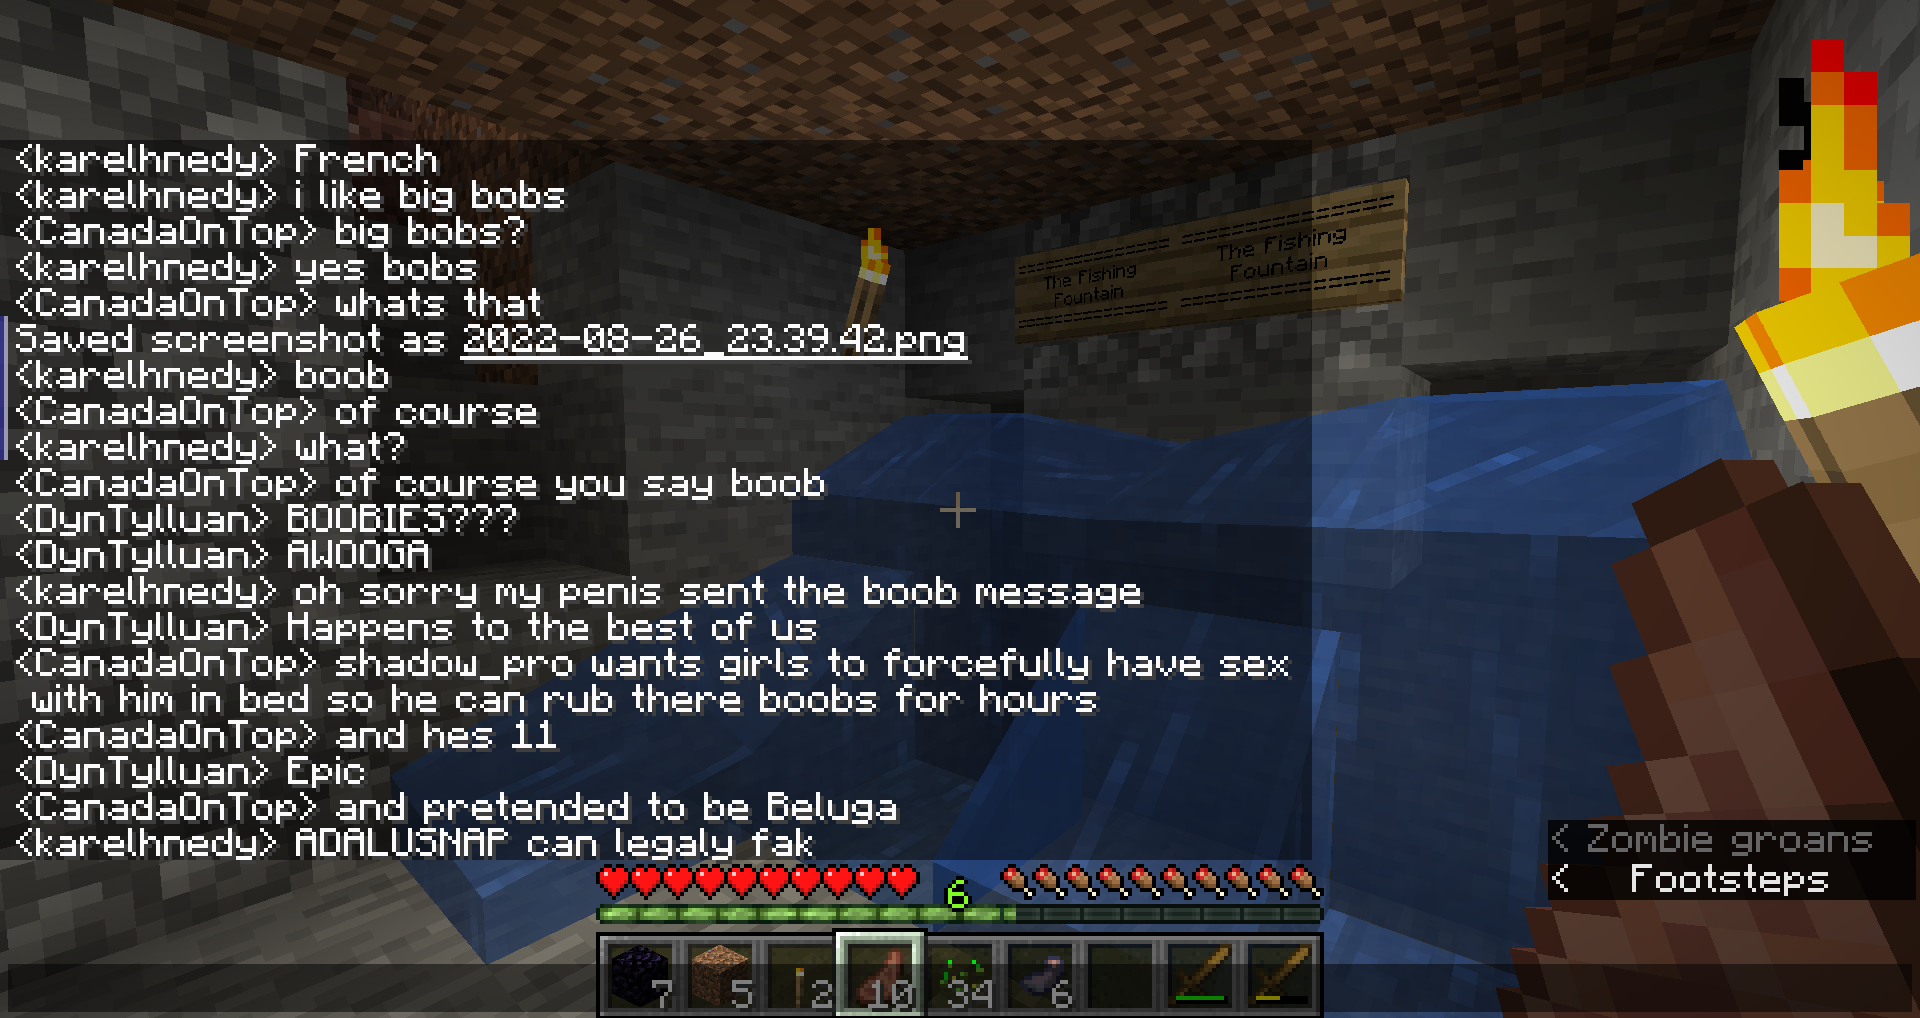 <karelhnedy> French
<karelhnedy> i like big bobs
<CanadaOnTop> big bobs?
<karelhnedy> yes bobs
<CanadaOnTop> whats that
Saved screenshot as 2022-08-26_23.39.42.png
<karelhnedy> boob
<CanadaOnTop> of course
<karelhnedy> what?
<CanadaOnTop> of course you say boob
<DynTylluan> BOOBIES???
<DynTylluan> AWOOGA
<karelhnedy> oh sorry my penis sent the boob message
<DynTylluan> Happens to the best of us
<CanadaOnTop> shadow_pro wants girls to forcefully have sex
with him in bed so he can rub there boobs for hours
<CanadaOnTop> and hes 11
<DynTylluan> Epic
<CanadaOnTop> and pretended to be Beluga
<karelhnedy> ADALUSNAP can legaly fak
The Fishing
Fountain
The Fishing
Fountain
< Zombie groans
< Footsteps
6
7 5 2 10 34 6